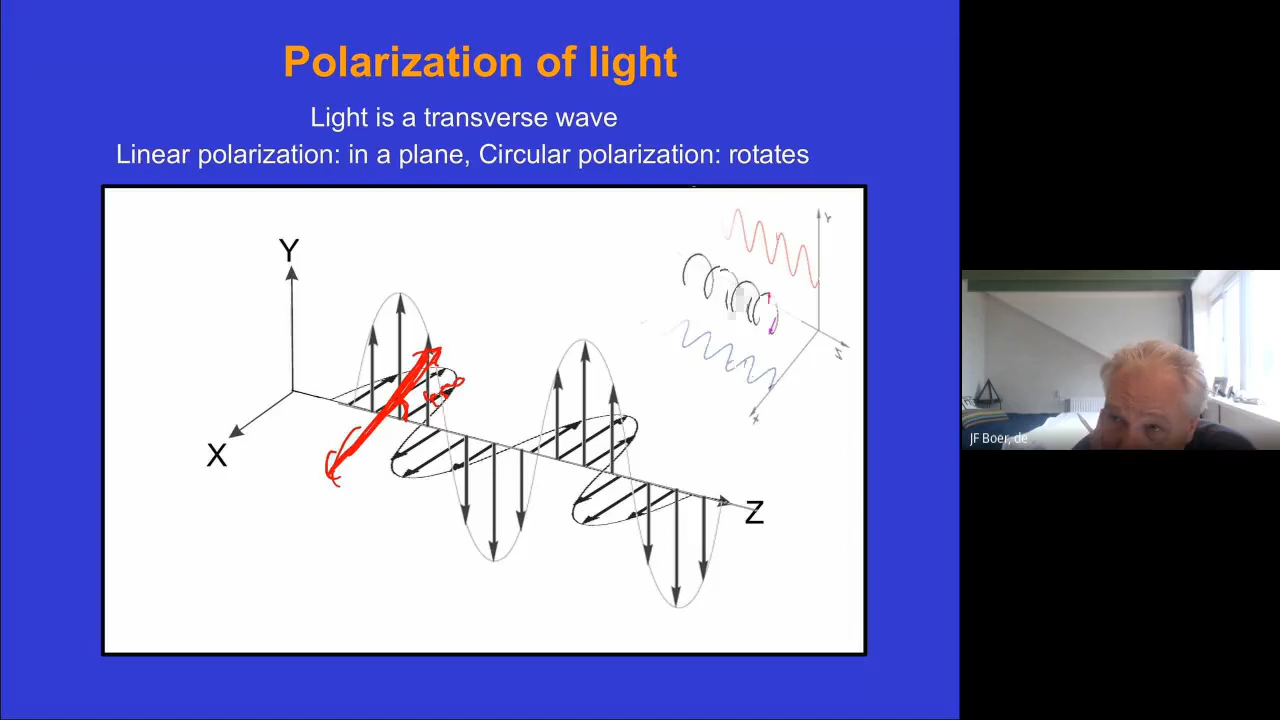 Polarization of light
Light is a transverse wave
Linear polarization: in a plane, Circular polarization: rotates
Y
X
Z
JF Boer, de